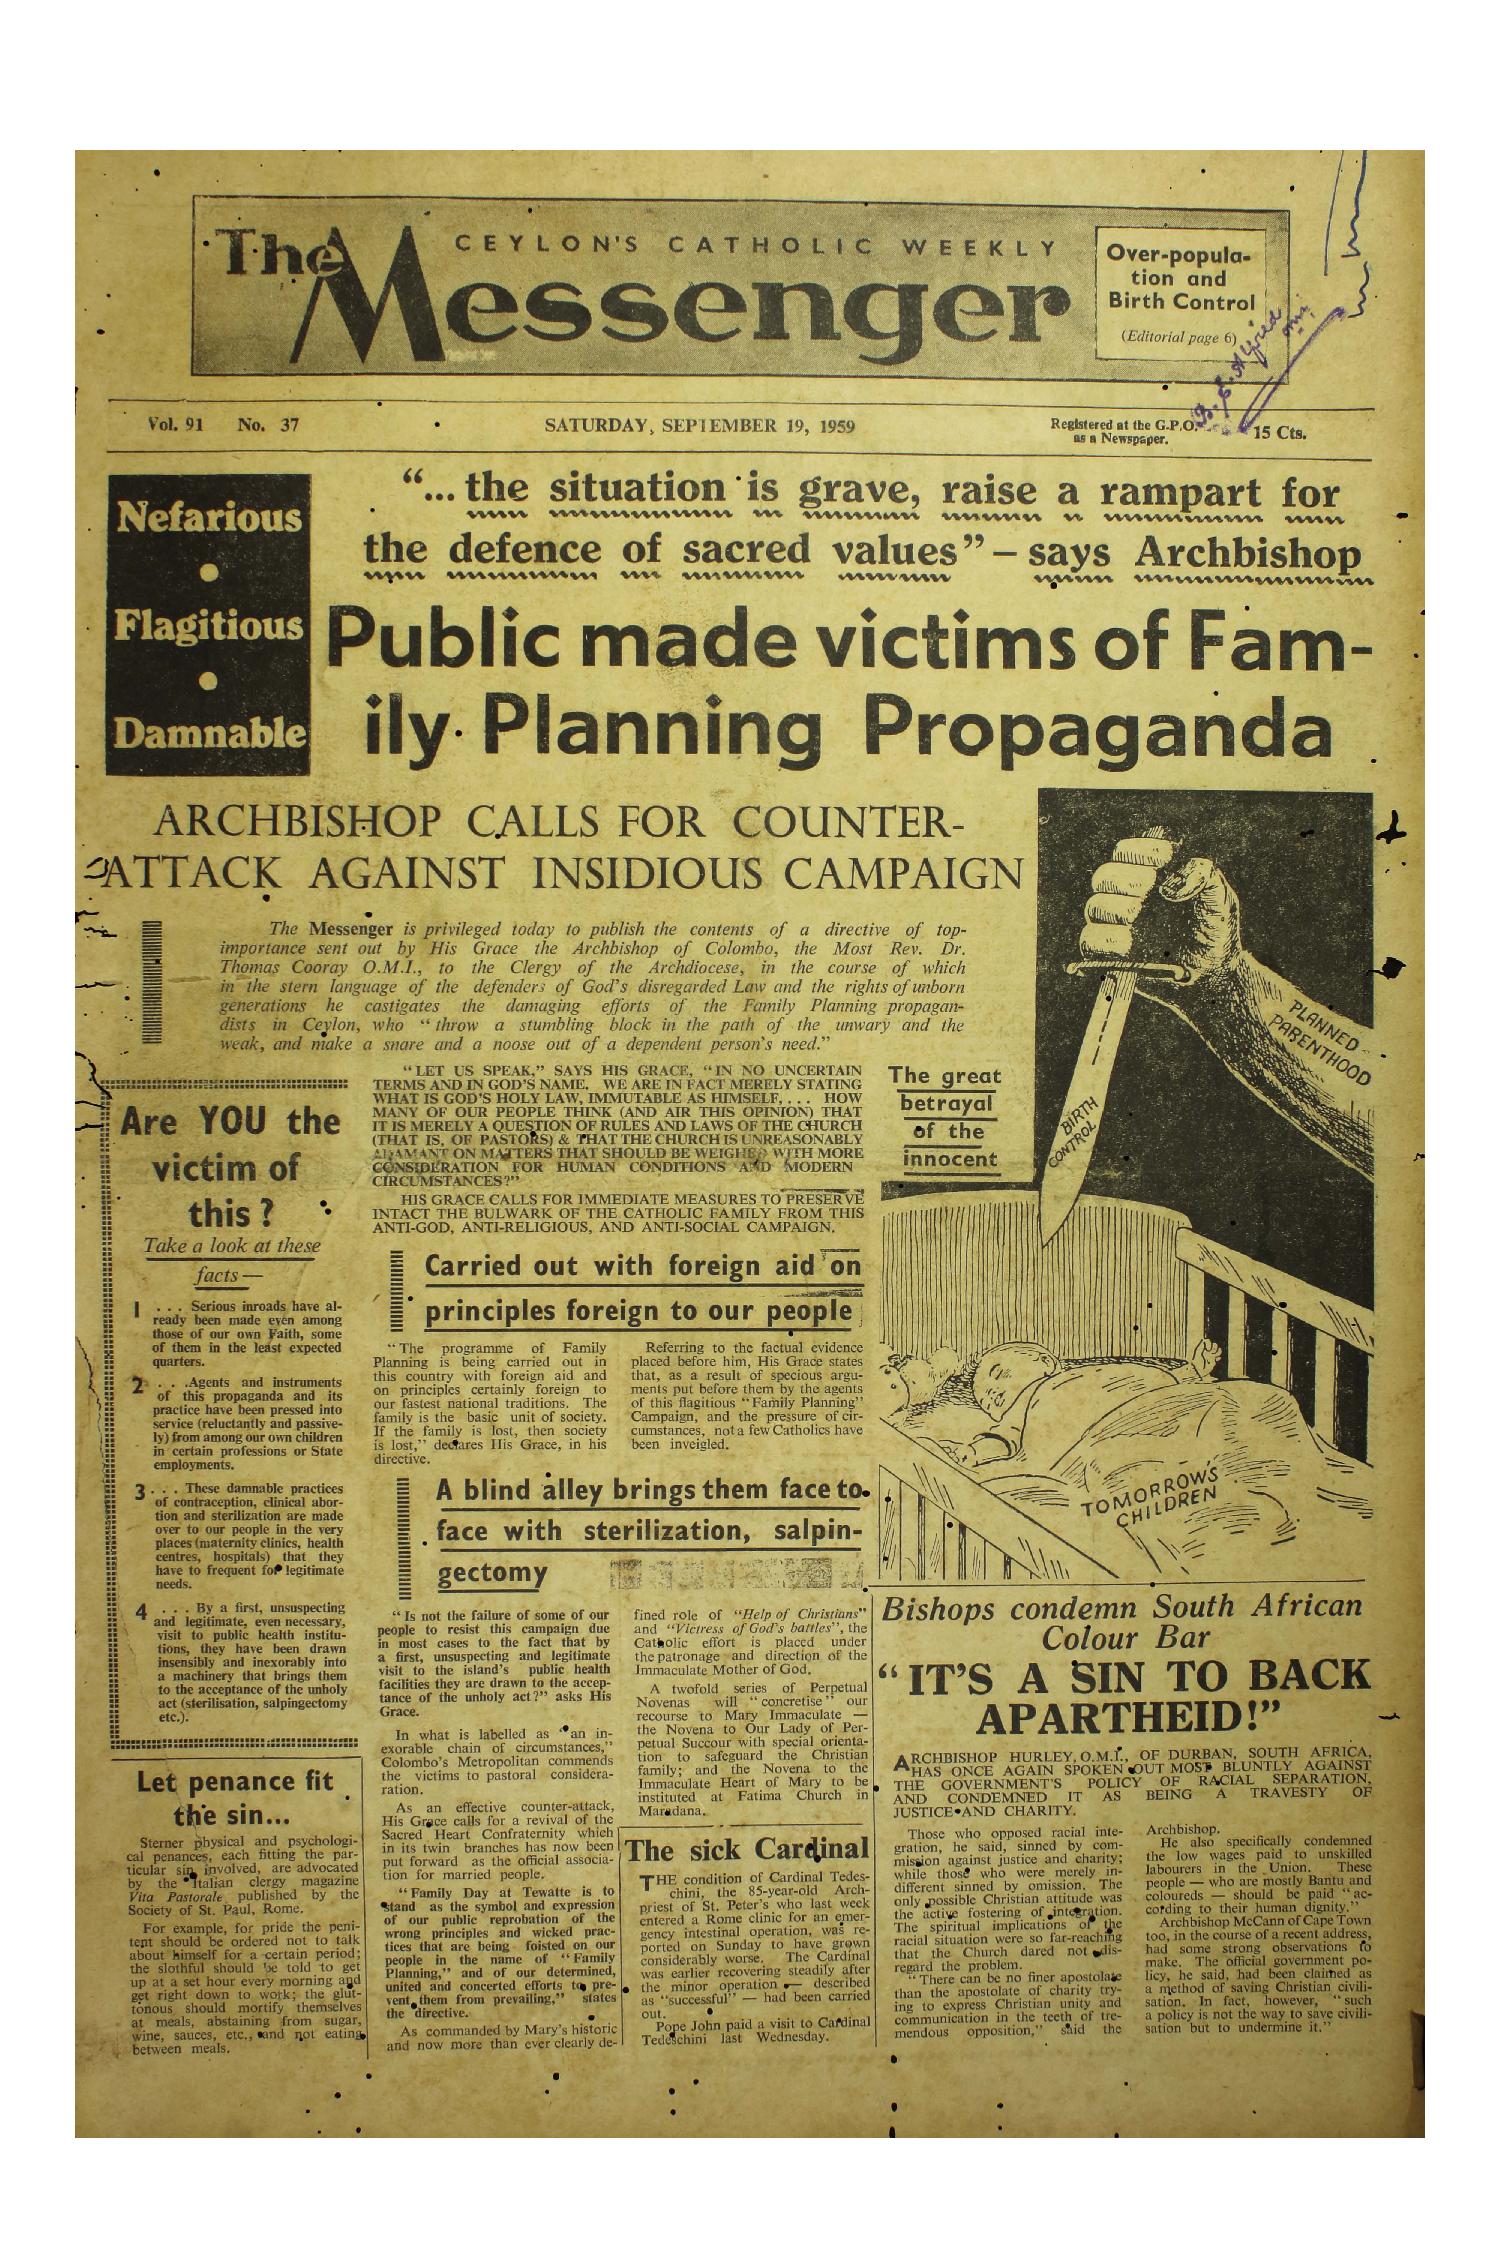 The Messenger
CEYLON'S CATHOLIC WEEKLY
Over-popula-
tion and
Birth Control
(Editorial page 6)
Vol. 91 No. 37
SATURDAY, SEPTEMBER 19, 1959
Registered at the G.P.O.
as a Newspaper.
15 Cts.
Nefarious
Flagitious
Damnable
"... the situation is grave, raise a rampart for
the defence of sacred values" – says Archbishop
Public made victims of Fam-
ily Planning Propaganda
ARCHBISHOP CALLS FOR COUNTER-
ATTACK AGAINST INSIDIOUS CAMPAIGN
The Messenger is privileged today to publish the contents of a directive of top-
importance sent out by His Grace the Archbishop of Colombo, the Most Rev. Dr.
Thomas Cooray O.M.I., to the Clergy of the Archdiocese, in the course of which
in the stern language of the defenders of God's disregarded Law and the rights of unborn
generations he castigates the damaging efforts of the Family Planning propagan-
dists in Ceylon, who "throw a stumbling block in the path of the unwary and the
weak, and make a snare and a noose out of a dependent person's need."
Are YOU the
victim of
this?
Take a look at these
facts —
1 . . . Serious inroads have al-
ready been made even among
those of our own Faith, some
of them in the least expected
quarters.
2 . . . Agents and instruments
of this propaganda and its
practice have been pressed into
service (reluctantly and passive-
ly) from among our own children
in certain professions or State
employments.
3 . . . These damnable practices
of contraception, clinical abor-
tion and sterilization are made
over to our people in the very
places (maternity clinics, health
centres, hospitals) that they
have to frequent for legitimate
needs.
4 . . . By a first, unsuspecting
and legitimate, even necessary,
visit to public health institu-
tions, they have been drawn
insensibly and inexorably into
a machinery that brings them
to the acceptance of the unholy
act (sterilisation, salpingectomy
etc.).
Let penance fit
the sin...
Sterner physical and psychologi-
cal penances, each fitting the par-
ticular sin involved, are advocated
by the Italian clergy magazine
Vita Pastorale published by the
Society of St. Paul, Rome.
For example, for pride the peni-
tent should be ordered not to talk
about himself for a certain period;
the slothful should be told to get
up at a set hour every morning and
get right down to work; the glut-
tonous should mortify themselves
at meals, abstaining from sugar,
wine, sauces, etc., and not eating
between meals.
"LET US SPEAK," SAYS HIS GRACE, "IN NO UNCERTAIN
TERMS AND IN GOD'S NAME. WE ARE IN FACT MERELY STATING
WHAT IS GOD'S HOLY LAW, IMMUTABLE AS HIMSELF, . . . HOW
MANY OF OUR PEOPLE THINK (AND AIR THIS OPINION) THAT
IT IS MERELY A QUESTION OF RULES AND LAWS OF THE CHURCH
(THAT IS, OF PASTORS) & THAT THE CHURCH IS UNREASONABLY
ADAMANT ON MATTERS THAT SHOULD BE WEIGHED WITH MORE
CONSIDERATION FOR HUMAN CONDITIONS AND MODERN
CIRCUMSTANCES?"
HIS GRACE CALLS FOR IMMEDIATE MEASURES TO PRESERVE
INTACT THE BULWARK OF THE CATHOLIC FAMILY FROM THIS
ANTI-GOD, ANTI-RELIGIOUS, AND ANTI-SOCIAL CAMPAIGN.
Carried out with foreign aid on
principles foreign to our people
"The programme of Family
Planning is being carried out in
this country with foreign aid and
on principles certainly foreign to
our fastest national traditions. The
family is the basic unit of society.
If the family is lost, then society
is lost," declares His Grace, in his
directive.
Referring to the factual evidence
placed before him, His Grace states
that, as a result of specious argu-
ments put before them by the agents
of this flagitious "Family Planning"
Campaign, and the pressure of cir-
cumstances, not a few Catholics have
been inveigled.
A blind alley brings them face to
face with sterilization, salpin-
gectomy
"Is not the failure of some of our
people to resist this campaign due
in most cases to the fact that by
a first, unsuspecting and legitimate
visit to the island's public health
facilities they are drawn to the accep-
tance of the unholy act?" asks His
Grace.
In what is labelled as "an in-
exorable chain of circumstances,"
Colombo's Metropolitan commends
the victims to pastoral considera-
ration.
As an effective counter-attack,
His Grace calls for a revival of the
Sacred Heart Confraternity which
in its twin branches has now been
put forward as the official associa-
tion for married people.
"Family Day at Tewatte is to
stand as the symbol and expression
of our public reprobation of the
wrong principles and wicked prac-
tices that are being foisted on our
people in the name of "Family
Planning," and of our determined,
united and concerted efforts to pre-
vent them from prevailing," states
the directive.
As commanded by Mary's historic
and now more than ever clearly de-
fined role of "Help of Christians"
and "Victress of God's battles", the
Catholic effort is placed under
the patronage and direction of the
Immaculate Mother of God.
A twofold series of Perpetual
Novenas will "concretise" our
recourse to Mary Immaculate —
the Novena to Our Lady of Per-
petual Succour with special orienta-
tion to safeguard the Christian
family; and the Novena to the
Immaculate Heart of Mary to be
instituted at Fatima Church in
Maradana.
The sick Cardinal
THE condition of Cardinal Tedes-
chini, the 85-year-old Arch-
priest of St. Peter's who last week
entered a Rome clinic for an emer-
gency intestinal operation, was re-
ported on Sunday to have grown
considerably worse. The Cardinal
was earlier recovering steadily after
the minor operation — described
as "successful" — had been carried
out.
Pope John paid a visit to Cardinal
Tedeschini last Wednesday.
The great
betrayal
of the
innocent
PLANNED
PARENTHOOD
BIRTH
CONTROL
TOMORROW'S
CHILDREN
Bishops condemn South African
Colour Bar
"IT'S A SIN TO BACK
APARTHEID!"
ARCHBISHOP HURLEY, O.M.I., OF DURBAN, SOUTH AFRICA,
HAS ONCE AGAIN SPOKEN OUT MOST BLUNTLY AGAINST
THE GOVERNMENT'S POLICY OF RACIAL SEPARATION,
AND CONDEMNED IT AS BEING A TRAVESTY OF
JUSTICE AND CHARITY.
Those who opposed racial inte-
gration, he said, sinned by com-
mission against justice and charity;
while those who were merely in-
different sinned by omission. The
only possible Christian attitude was
the active fostering of integration.
The spiritual implications of the
racial situation were so far-reaching
that the Church dared not dis-
regard the problem.
"There can be no finer apostolate
than the apostolate of charity try-
ing to express Christian unity and
communication in the teeth of tre-
mendous opposition," said the
Archbishop.
He also specifically condemned
the low wages paid to unskilled
labourers in the Union. These
people — who are mostly Bantu and
coloureds — should be paid "ac-
cording to their human dignity."
Archbishop McCann of Cape Town
too, in the course of a recent address,
had some strong observations to
make. The official government po-
licy, he said, had been claimed as
a method of saving Christian civili-
sation. In fact, however, "such
a policy is not the way to save civili-
sation but to undermine it."